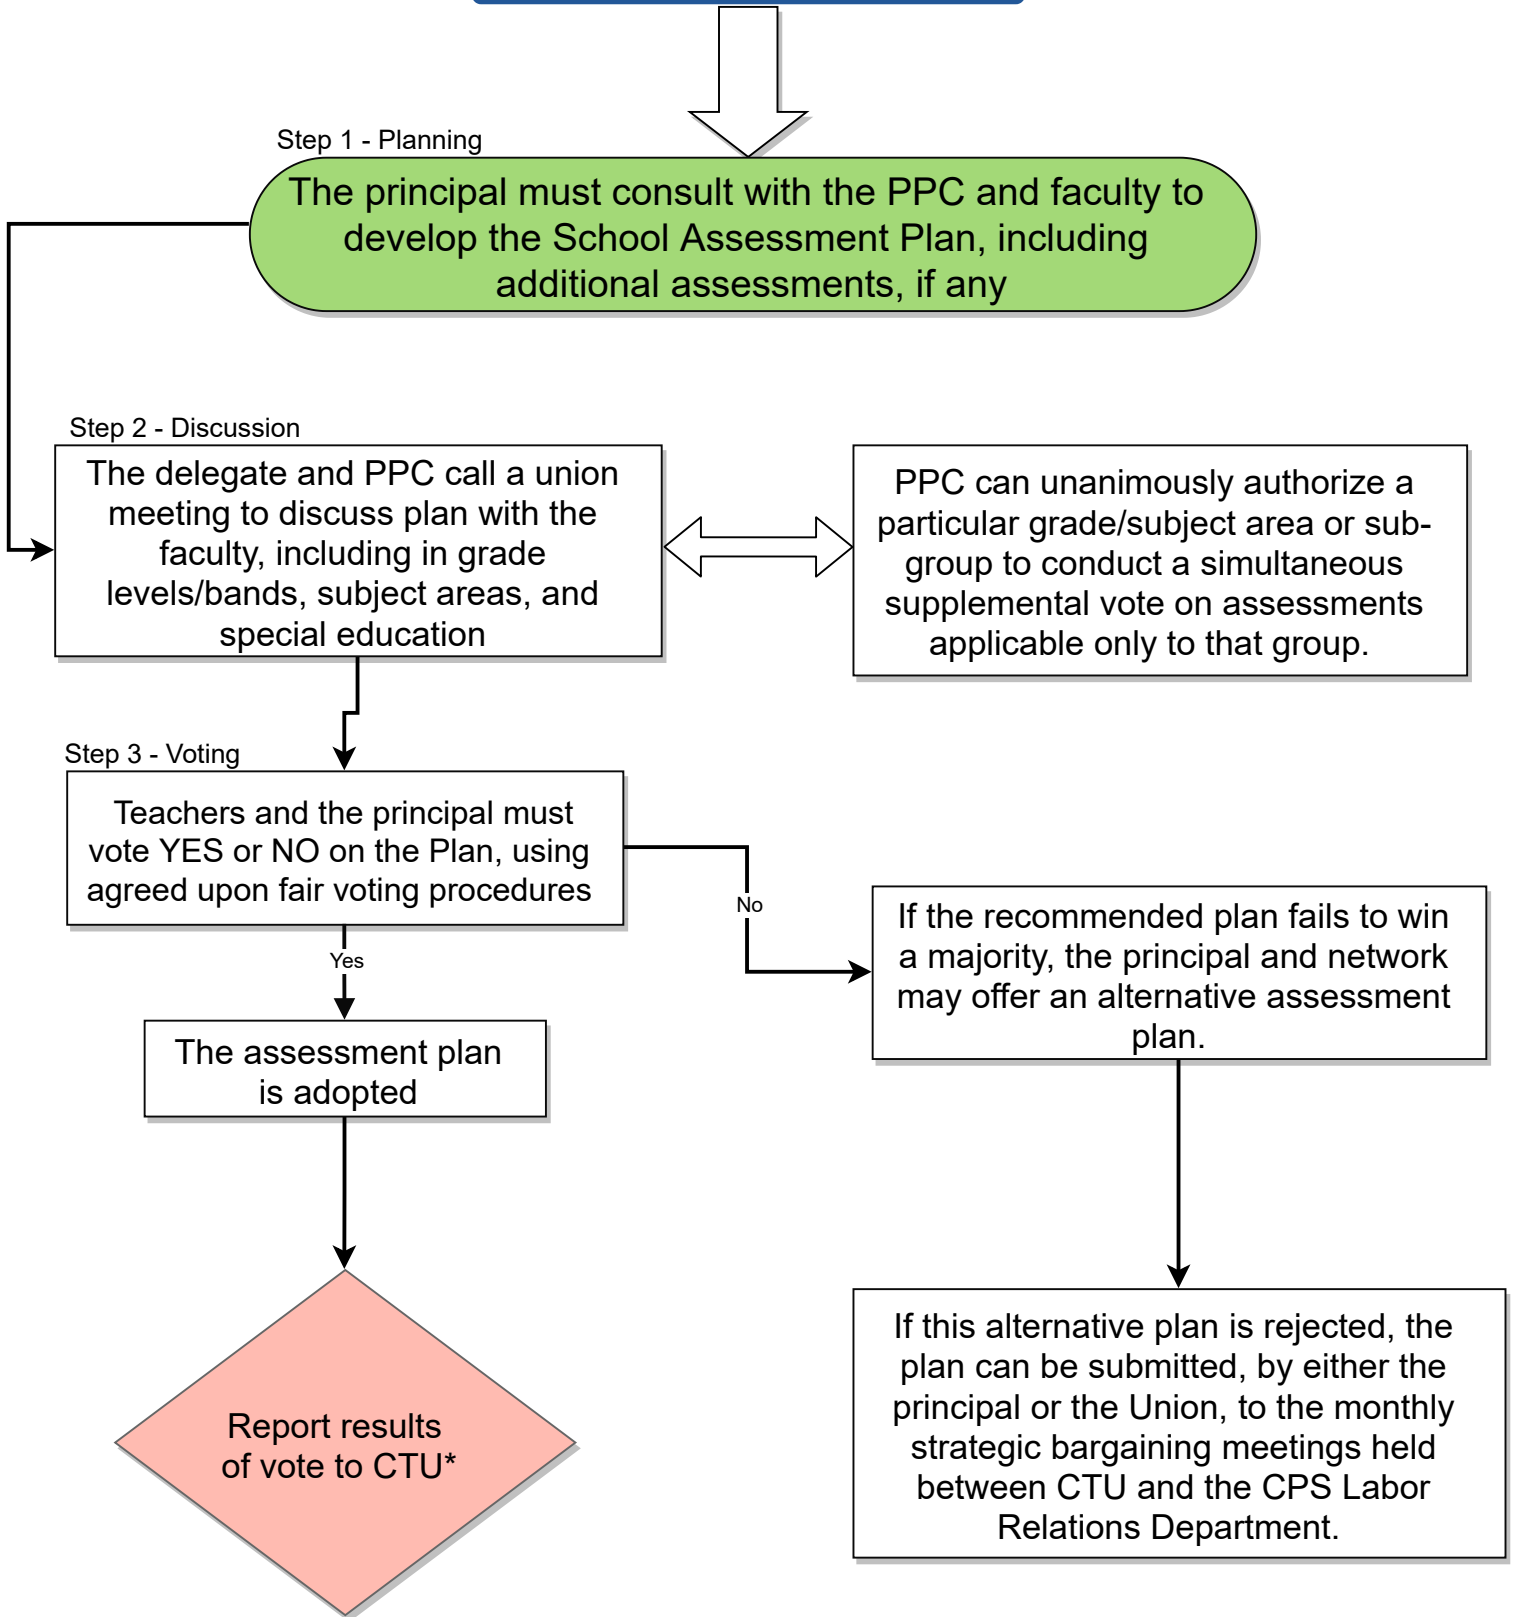 Step 1 - Planning
The principal must consult with the PPC and faculty to
develop the School Assessment Plan, including
additional assessments, if any
Step 2 - Discussion
The delegate and PPC call a union
meeting to discuss plan with the
faculty, including in grade
levels/bands, subject areas, and
special education
PPC can unanimously authorize a
particular grade/subject area or sub-
group to conduct a simultaneous
supplemental vote on assessments
applicable only to that group.
Step 3 - Voting
Teachers and the principal must
vote YES or NO on the Plan, using
agreed upon fair voting procedures
No
Yes
If the recommended plan fails to win
a majority, the principal and network
may offer an alternative assessment
plan.
The assessment plan
is adopted
Report results
of vote to CTU*
If this alternative plan is rejected, the
plan can be submitted, by either the
principal or the Union, to the monthly
strategic bargaining meetings held
between CTU and the CPS Labor
Relations Department.